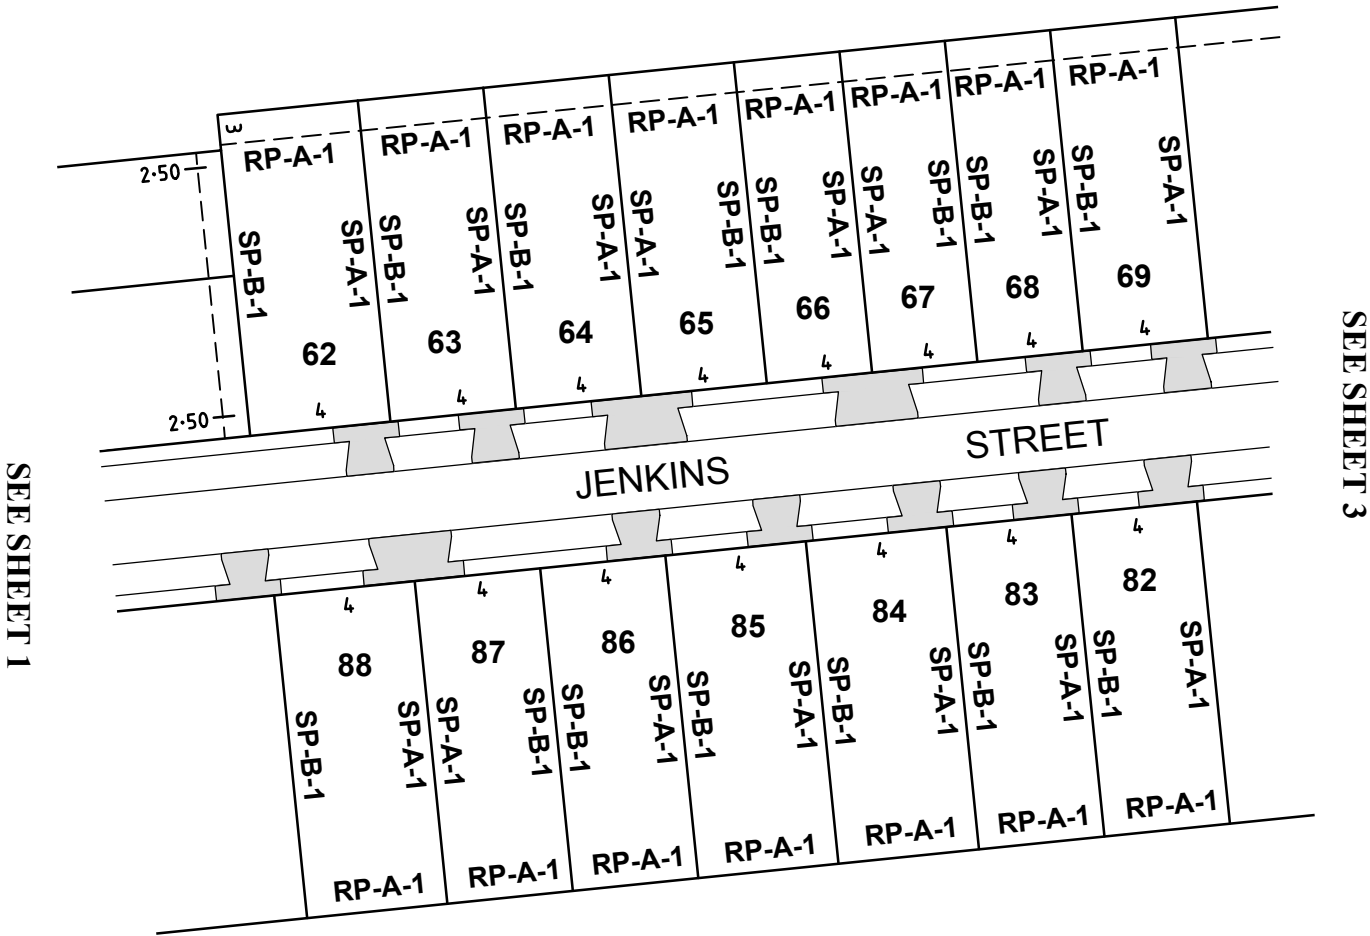 3
RP-A-1
RP-A-1
RP-A-1
RP-A-1
RP-A-1
RP-A-1
RP-A-1
RP-A-1
2·50
SP-B-1
SP-A-1
SP-B-1
SP-A-1
SP-B-1
SP-A-1
SP-A-1
SP-B-1
SP-B-1
SP-A-1
SP-A-1
SP-B-1
SP-B-1
SP-A-1
SP-B-1
SP-A-1
62
63
64
65
66
67
68
69
4
4
4
4
4
4
4
4
2·50
JENKINS STREET
SEE SHEET 1
SEE SHEET 3
4
4
4
4
4
4
4
88
87
86
85
84
83
82
SP-B-1
SP-A-1
SP-A-1
SP-B-1
SP-B-1
SP-A-1
SP-B-1
SP-A-1
SP-B-1
SP-A-1
SP-B-1
SP-A-1
SP-B-1
SP-A-1
RP-A-1
RP-A-1
RP-A-1
RP-A-1
RP-A-1
RP-A-1
RP-A-1